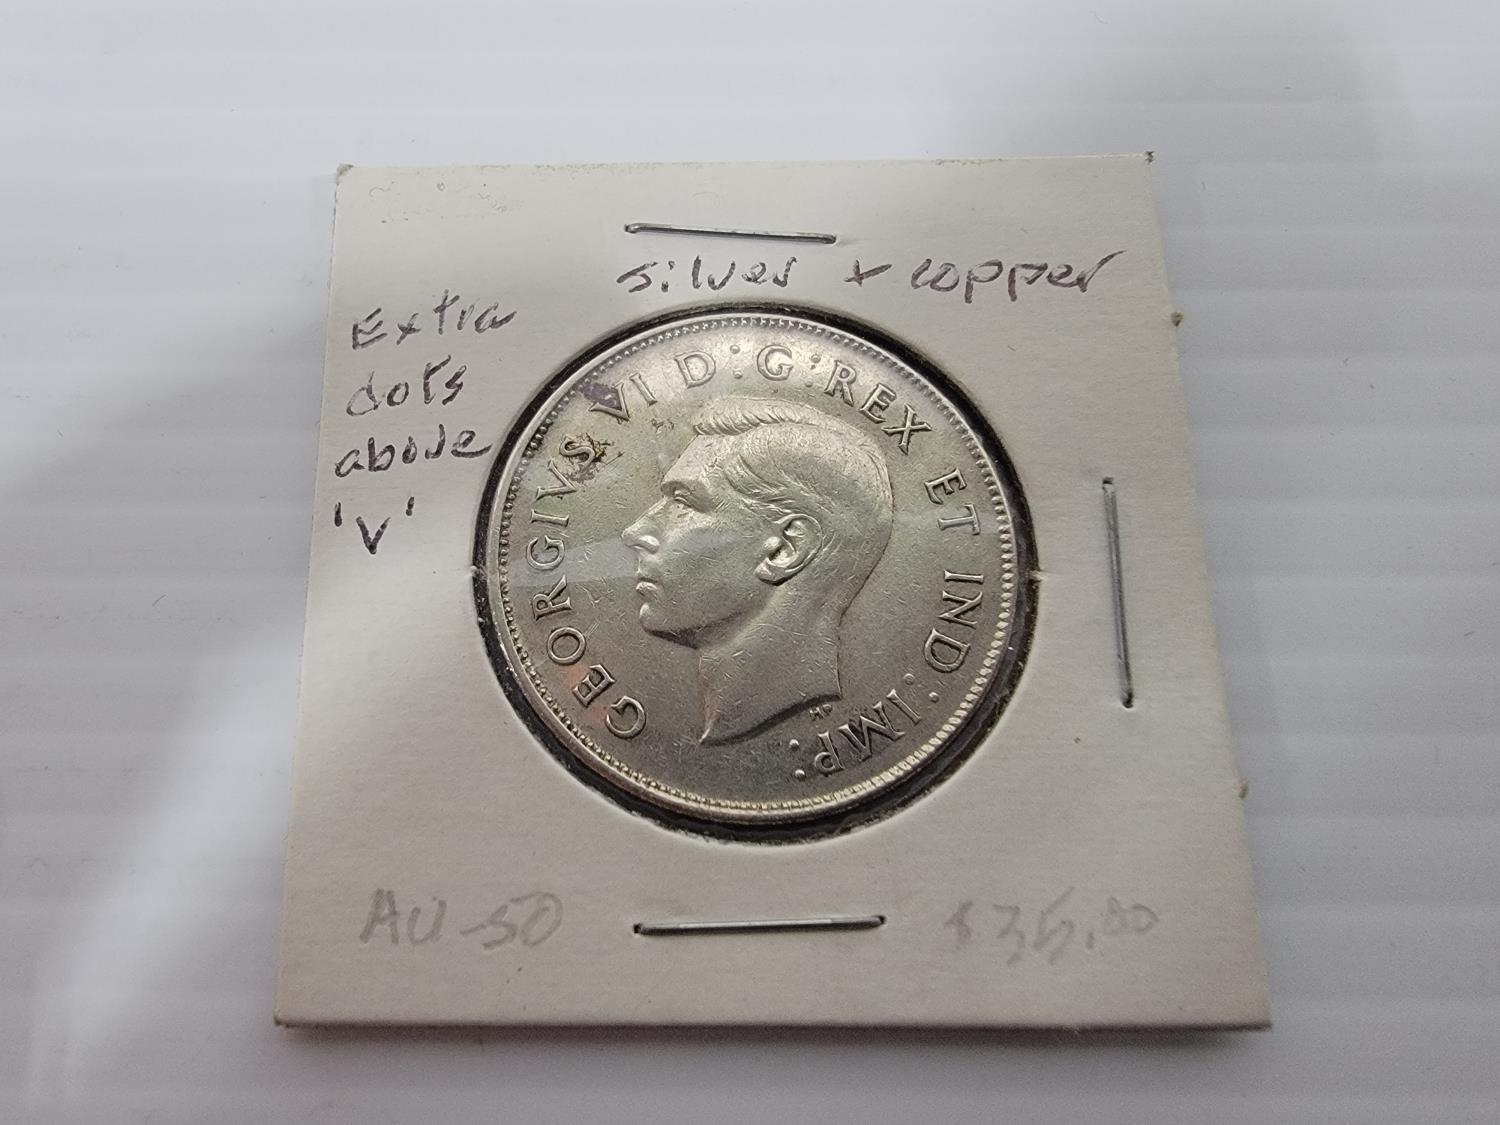 silver + copper
Extra
dots
above
'V'
GEORGIVS VI D:G:REX ET IND:IMP:
HP
AU-50
$35.00